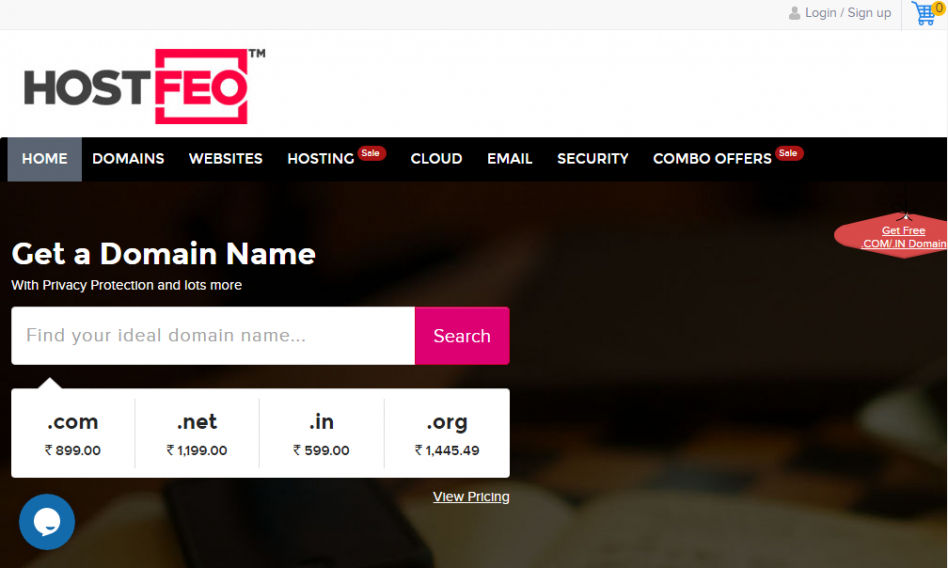 Login / Sign up
0
HOSTFEO™
HOME DOMAINS WEBSITES HOSTING Sale CLOUD EMAIL SECURITY COMBO OFFERS Sale
Get Free
.COM/.IN Domain
Get a Domain Name
With Privacy Protection and lots more
Find your ideal domain name... Search
.com .net .in .org
₹ 899.00 ₹ 1,199.00 ₹ 599.00 ₹ 1,445.49
View Pricing